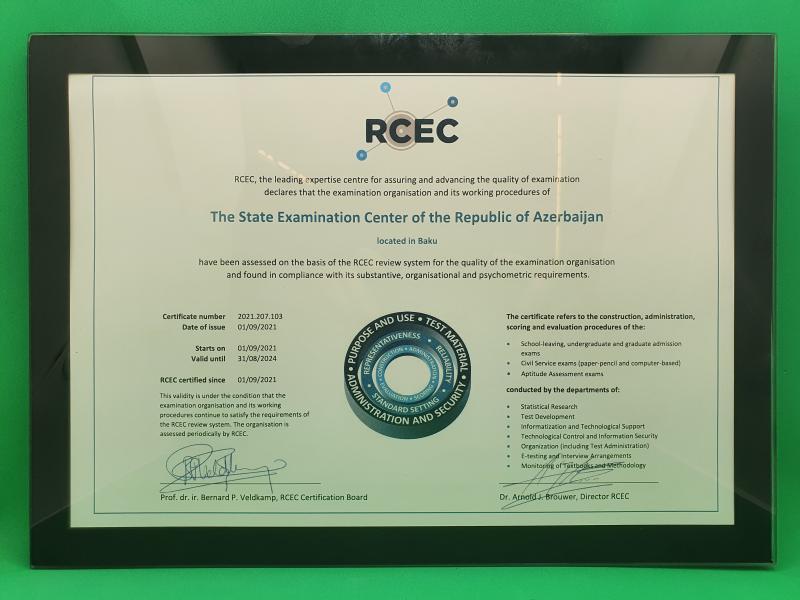 RCEC
RCEC, the leading expertise centre for assuring and advancing the quality of examination
declares that the examination organisation and its working procedures of
The State Examination Center of the Republic of Azerbaijan
located in Baku
have been assessed on the basis of the RCEC review system for the quality of the examination organisation
and found in compliance with its substantive, organisational and psychometric requirements.
Certificate number 2021.207.103
Date of issue 01/09/2021
Starts on 01/09/2021
Valid until 31/08/2024
RCEC certified since 01/09/2021
This validity is under the condition that the
examination organisation and its working
procedures continue to satisfy the requirements of
the RCEC review system. The organisation is
assessed periodically by RCEC.
Prof. dr. ir. Bernard P. Veldkamp, RCEC Certification Board
• PURPOSE AND USE • TEST MATERIAL • ADMINISTRATION AND SECURITY
REPRESENTATIVENESS • RELIABILITY • STANDARD SETTING •
CONSTRUCTION • ADMINISTRATION • SCORING • EVALUATION •
The certificate refers to the construction, administration,
scoring and evaluation procedures of the:
• School-leaving, undergraduate and graduate admission
exams
• Civil Service exams (paper-pencil and computer-based)
• Aptitude Assessment exams
conducted by the departments of:
• Statistical Research
• Test Development
• Informatization and Technological Support
• Technological Control and Information Security
• Organization (including Test Administration)
• E-testing and Interview Arrangements
• Monitoring of Textbooks and Methodology
Dr. Arnold J. Brouwer, Director RCEC